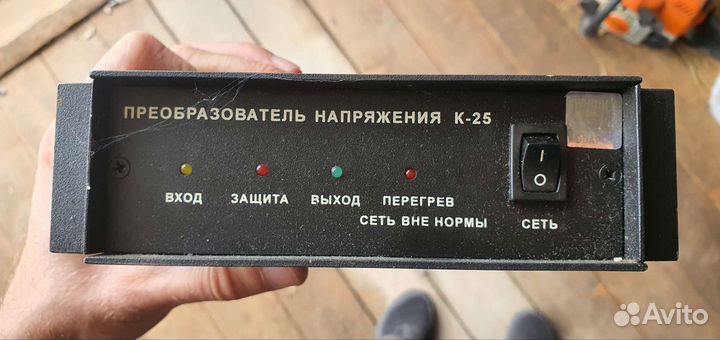 ПРЕОБРАЗОВАТЕЛЬ НАПРЯЖЕНИЯ К-25
ВХОД ЗАЩИТА ВЫХОД ПЕРЕГРЕВ
СЕТЬ ВНЕ НОРМЫ СЕТЬ
I
O
Avito